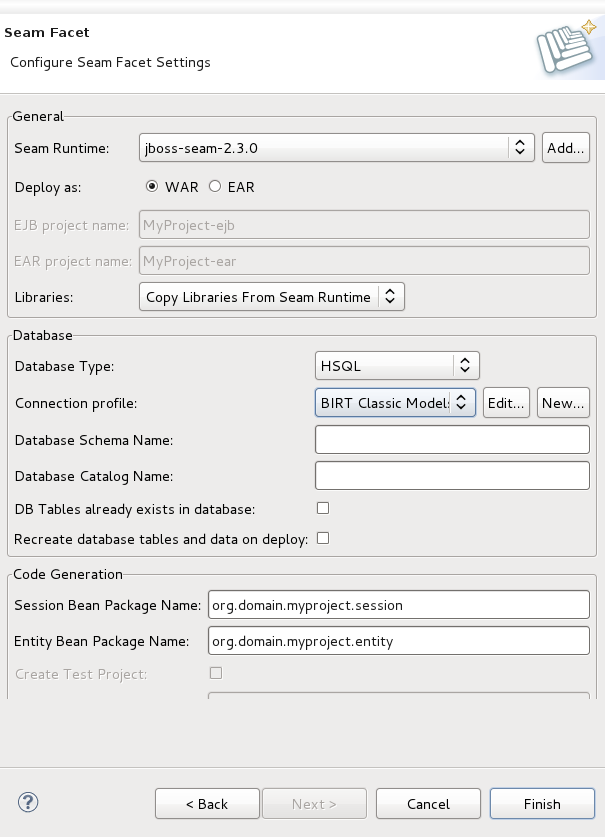 Seam Facet
Configure Seam Facet Settings
General
Seam Runtime: jboss-seam-2.3.0 Add...
Deploy as: WAR EAR
EJB project name: MyProject-ejb
EAR project name: MyProject-ear
Libraries: Copy Libraries From Seam Runtime
Database
Database Type: HSQL
Connection profile: BIRT Classic Models Edit... New...
Database Schema Name:
Database Catalog Name:
DB Tables already exists in database:
Recreate database tables and data on deploy:
Code Generation
Session Bean Package Name: org.domain.myproject.session
Entity Bean Package Name: org.domain.myproject.entity
Create Test Project:
? < Back Next > Cancel Finish